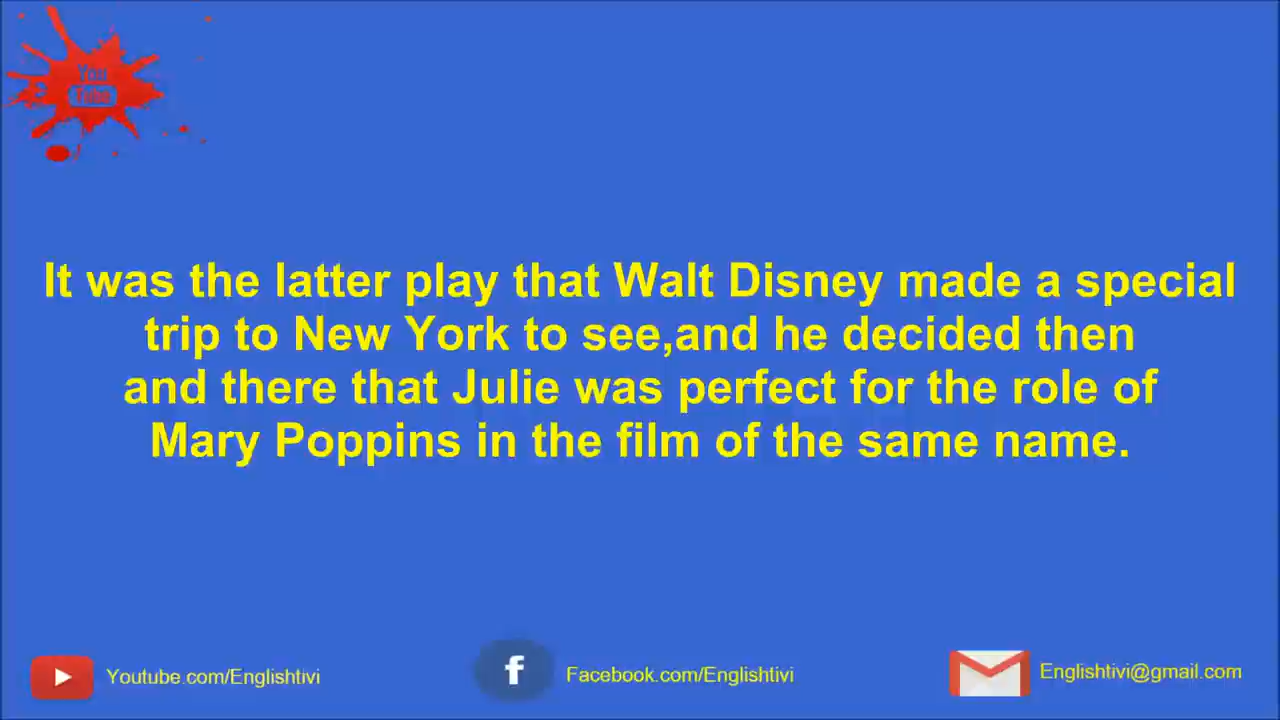 You
Tube
It was the latter play that Walt Disney made a special
trip to New York to see,and he decided then
and there that Julie was perfect for the role of
Mary Poppins in the film of the same name.
Youtube.com/Englishtivi
f
Facebook.com/Englishtivi
Englishtivi@gmail.com